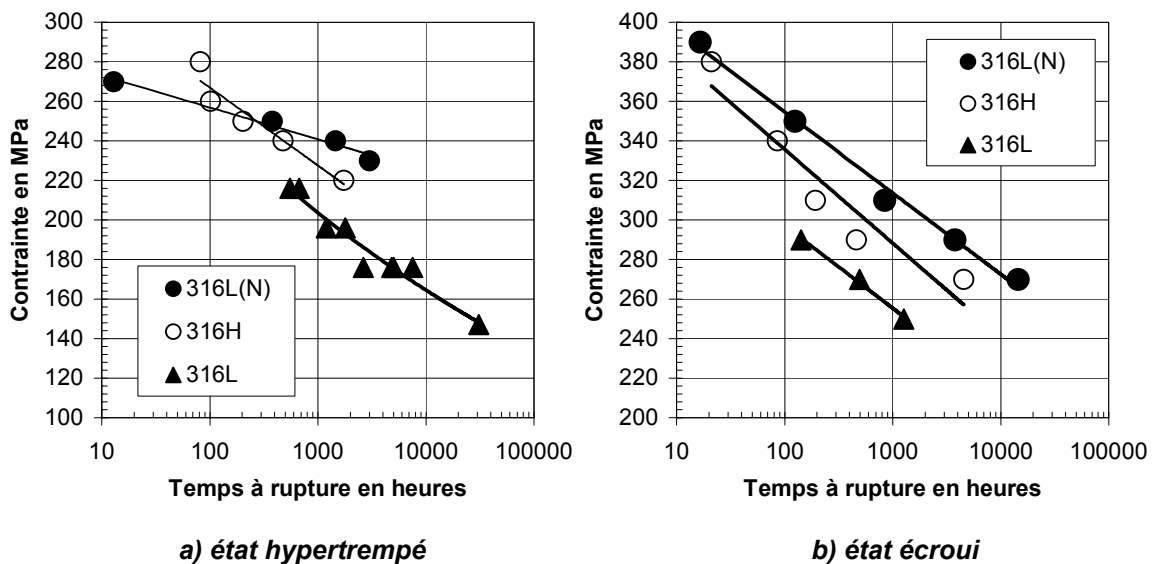 300
280
260
240
220
200
180
160
140
120
100
Contrainte en MPa
316L(N)
316H
316L
10 100 1000 10000 100000
Temps à rupture en heures
a) état hypertrempé
400
380
360
340
320
300
280
260
240
220
200
Contrainte en MPa
316L(N)
316H
316L
10 100 1000 10000 100000
Temps à rupture en heures
b) état écroui